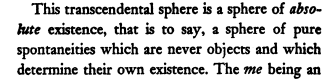 This transcendental sphere is a sphere of abso-
lute existence, that is to say, a sphere of pure
spontaneities which are never objects and which
determine their own existence. The me being an